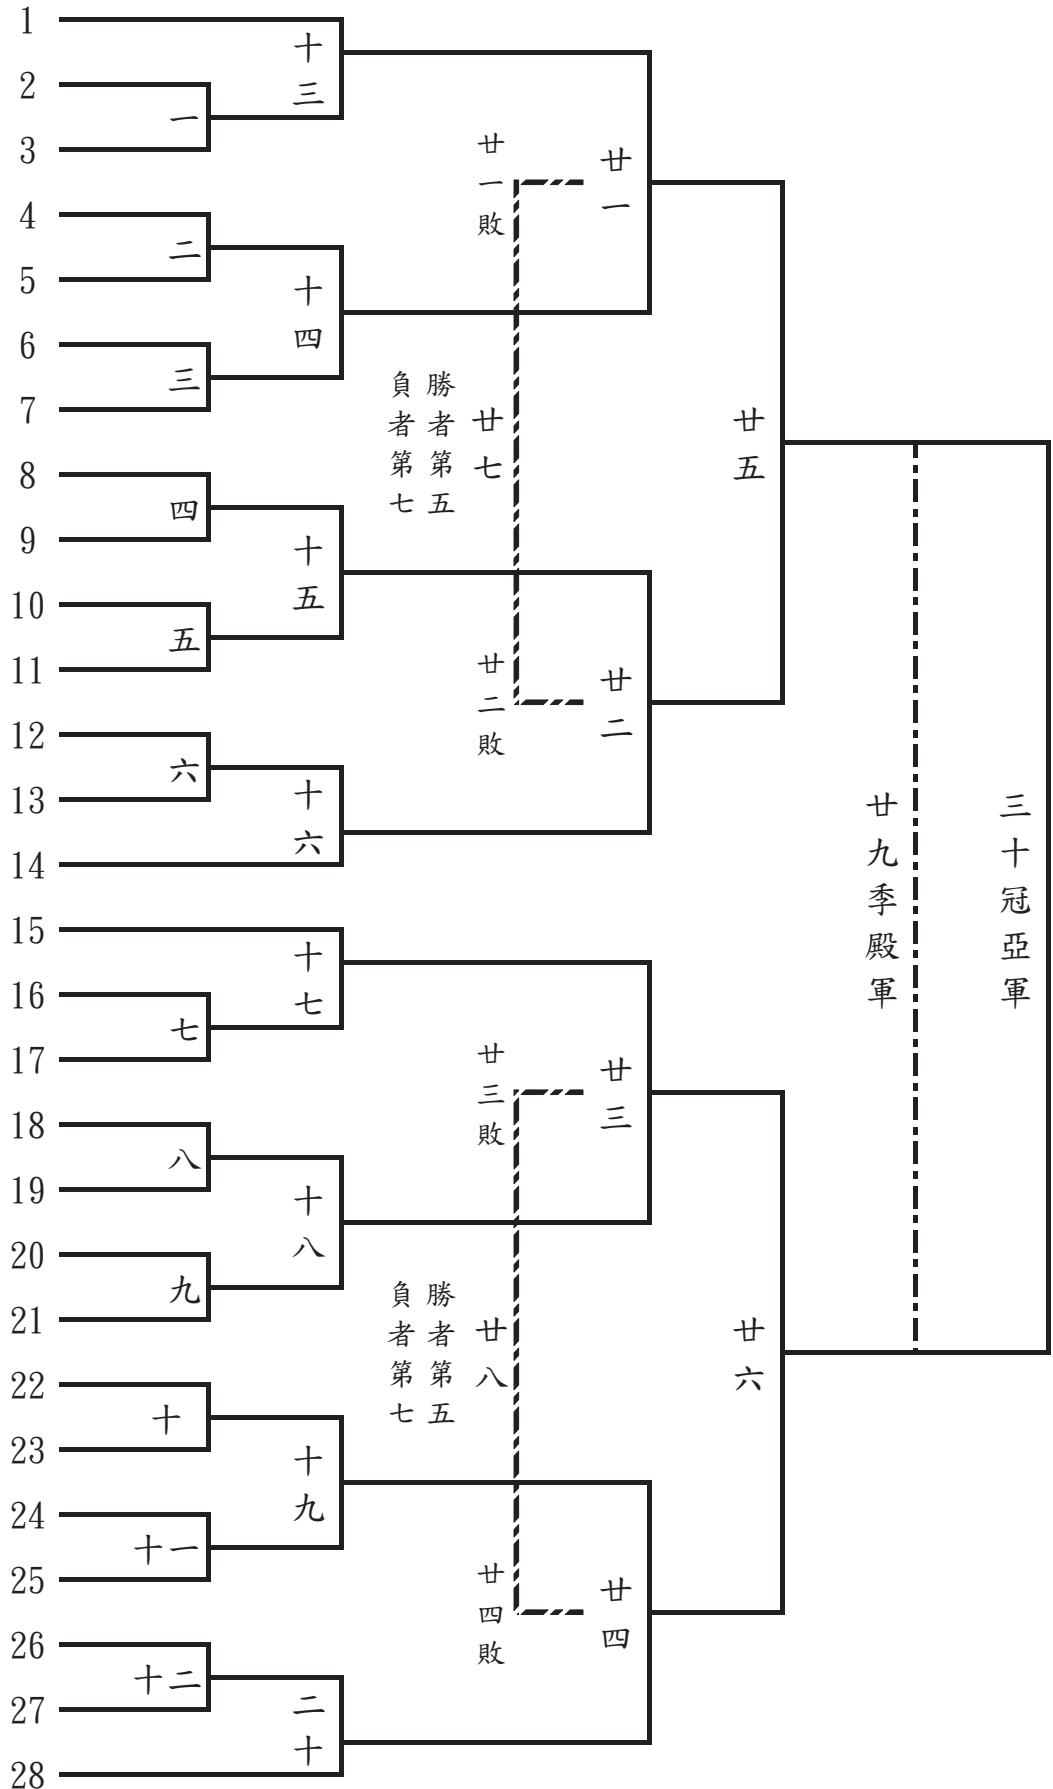 1
2
3
4
5
6
7
8
9
10
11
12
13
14
15
16
17
18
19
20
21
22
23
24
25
26
27
28
一
二
三
四
五
六
七
八
九
十
十一
十二
十三
十四
十五
十六
十七
十八
十九
二十
廿一敗
廿七
勝者第五
負者第七
廿二敗
廿三敗
廿八
勝者第五
負者第七
廿四敗
廿一
廿二
廿三
廿四
廿五
廿六
廿九季殿軍
三十冠亞軍